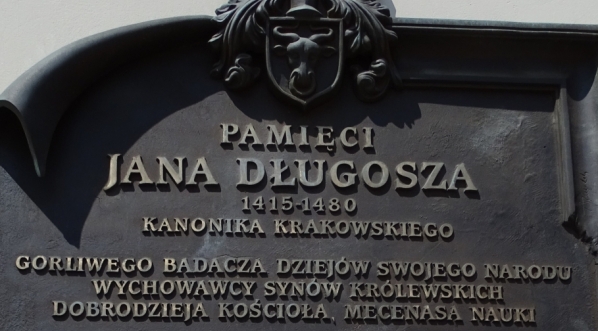 PAMIĘCI
JANA DŁUGOSZA
1415-1480
KANONIKA KRAKOWSKIEGO
GORLIWEGO BADACZA DZIEJÓW SWOJEGO NARODU
WYCHOWAWCY SYNÓW KRÓLEWSKICH
DOBRODZIEJA KOŚCIOŁA, MECENASA NAUKI